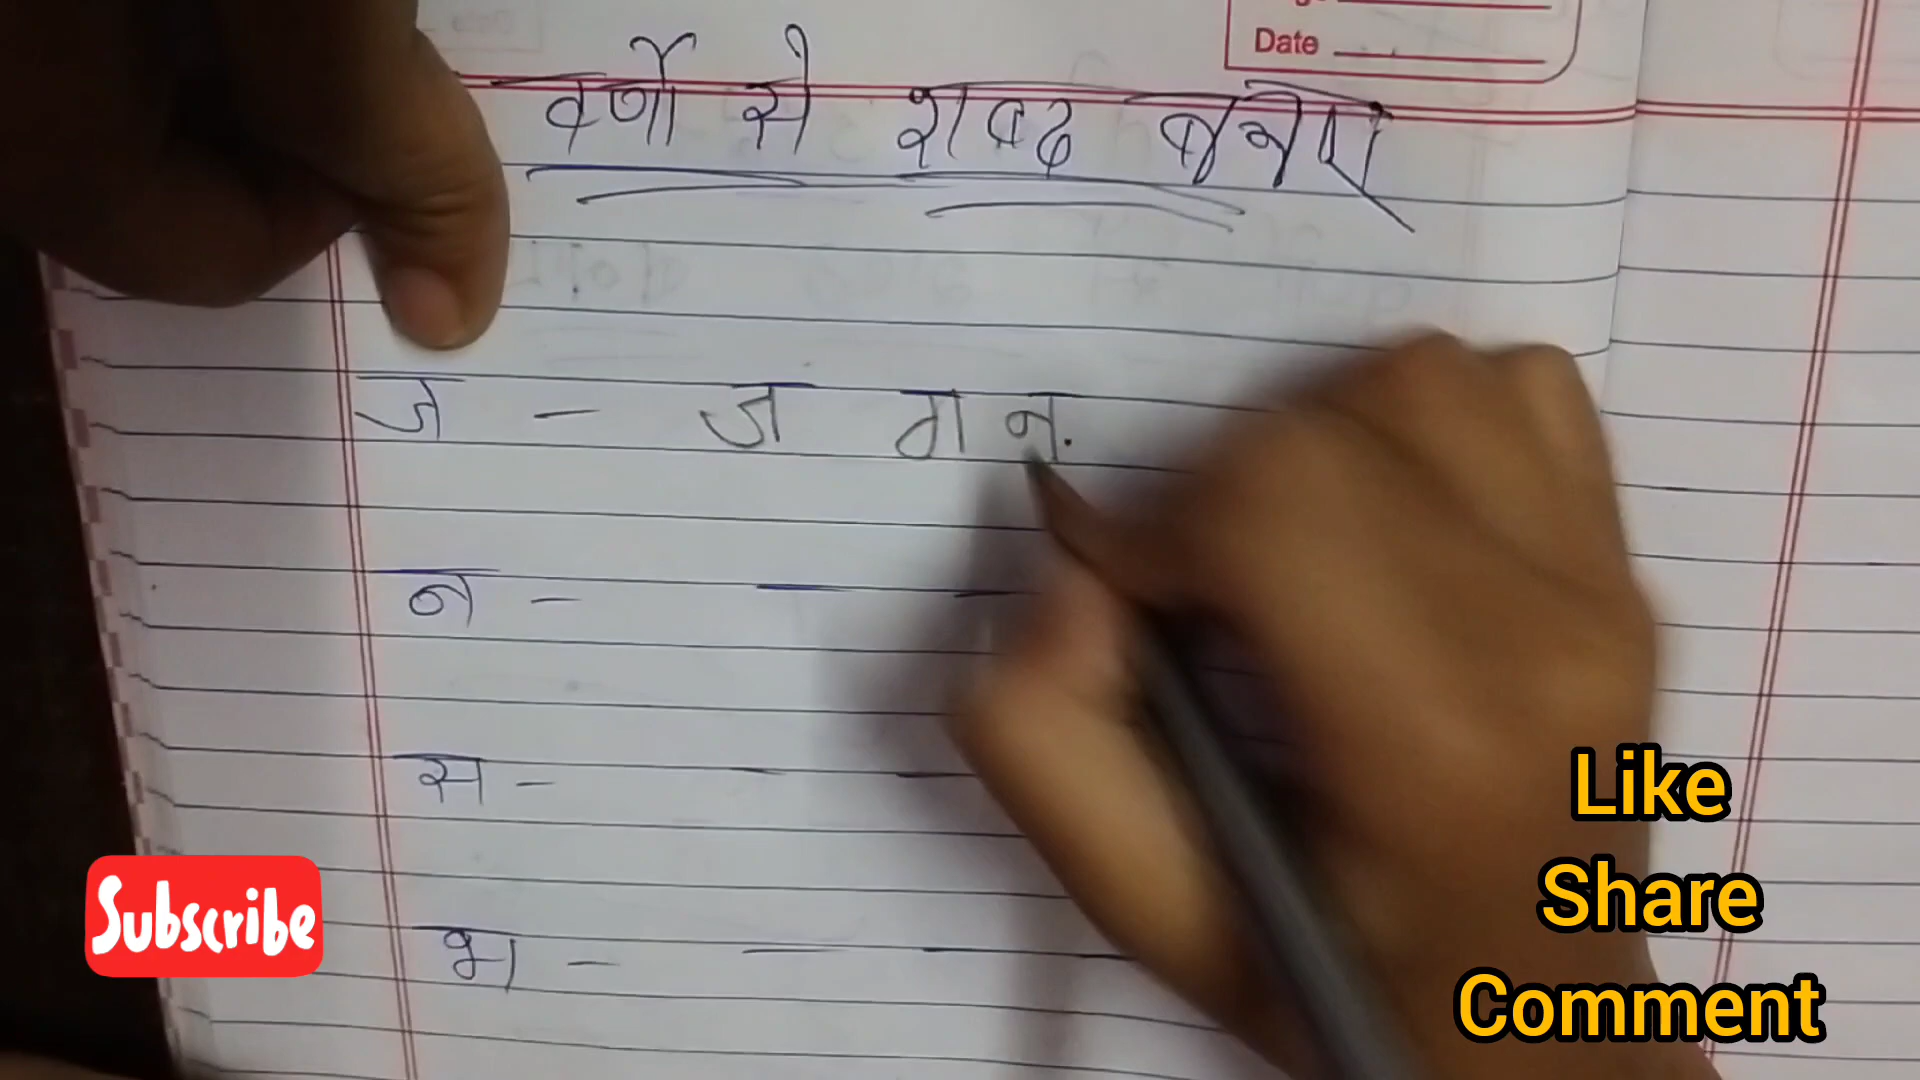 Date
वर्णो से शब्द बनाए
ज - ज ग न
न -
स -
भ -
Subscribe
Like
Share
Comment